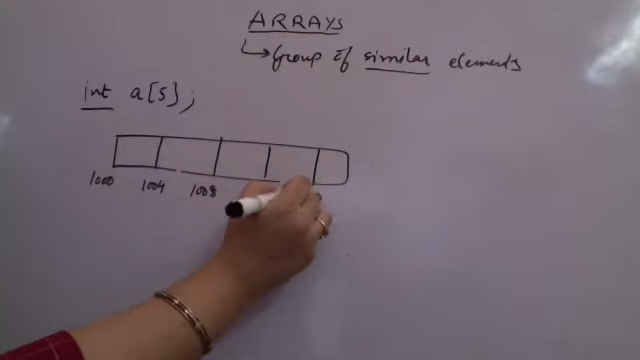 ARRAYS
↳ Group of similar elements
int a[5];
1000 1004 1008